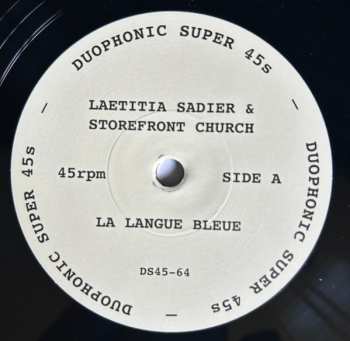 DUOPHONIC SUPER 45s —
DUOPHONIC SUPER 45s —
DUOPHONIC SUPER 45s —
LAETITIA SADIER &
STOREFRONT CHURCH
45rpm SIDE A
LA LANGUE BLEUE
DS45-64